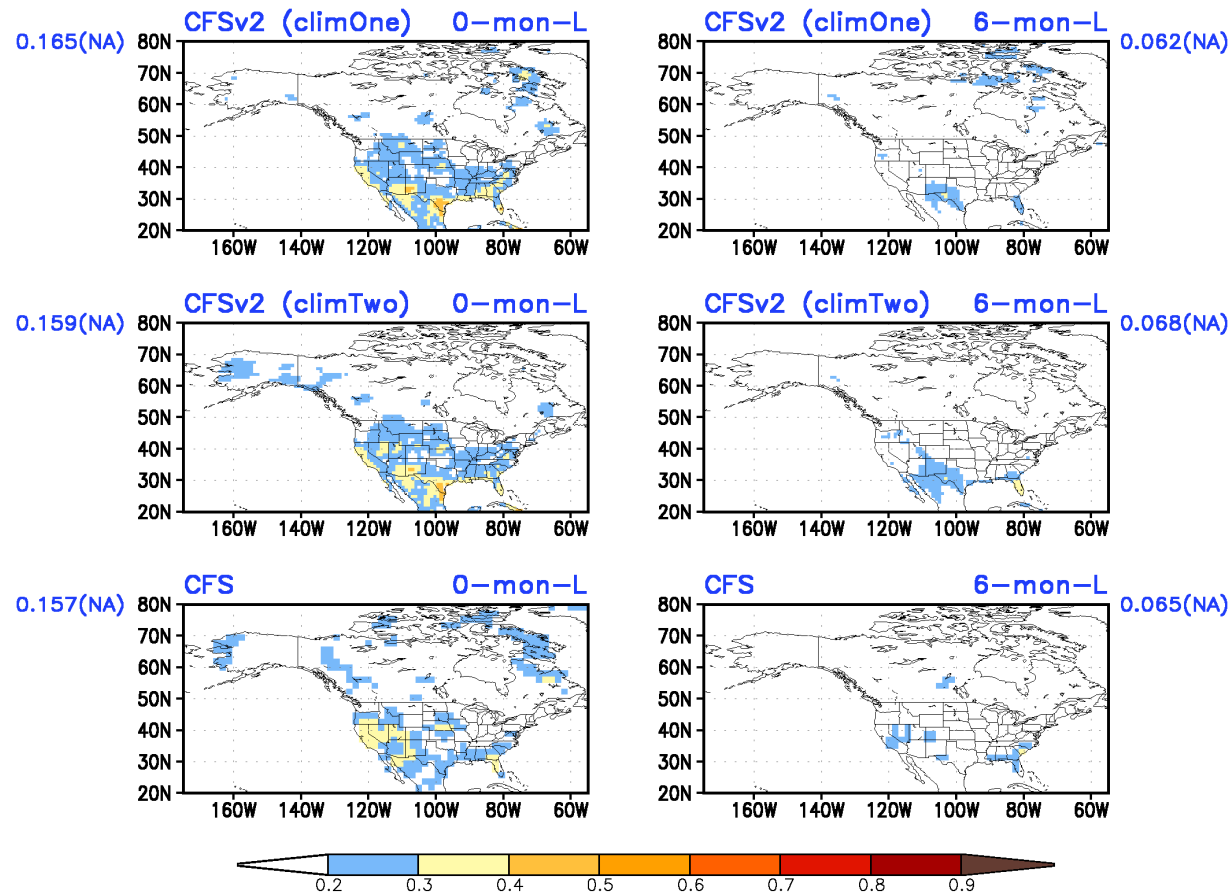 CFSv2 (climOne) 0-mon-L
0.165(NA)
80N
70N
60N
50N
40N
30N
20N
160W 140W 120W 100W 80W 60W
CFSv2 (climOne) 6-mon-L
0.062(NA)
80N
70N
60N
50N
40N
30N
20N
160W 140W 120W 100W 80W 60W
CFSv2 (climTwo) 0-mon-L
0.159(NA)
80N
70N
60N
50N
40N
30N
20N
160W 140W 120W 100W 80W 60W
CFSv2 (climTwo) 6-mon-L
0.068(NA)
80N
70N
60N
50N
40N
30N
20N
160W 140W 120W 100W 80W 60W
CFS 0-mon-L
0.157(NA)
80N
70N
60N
50N
40N
30N
20N
160W 140W 120W 100W 80W 60W
CFS 6-mon-L
0.065(NA)
80N
70N
60N
50N
40N
30N
20N
160W 140W 120W 100W 80W 60W
0.2 0.3 0.4 0.5 0.6 0.7 0.8 0.9